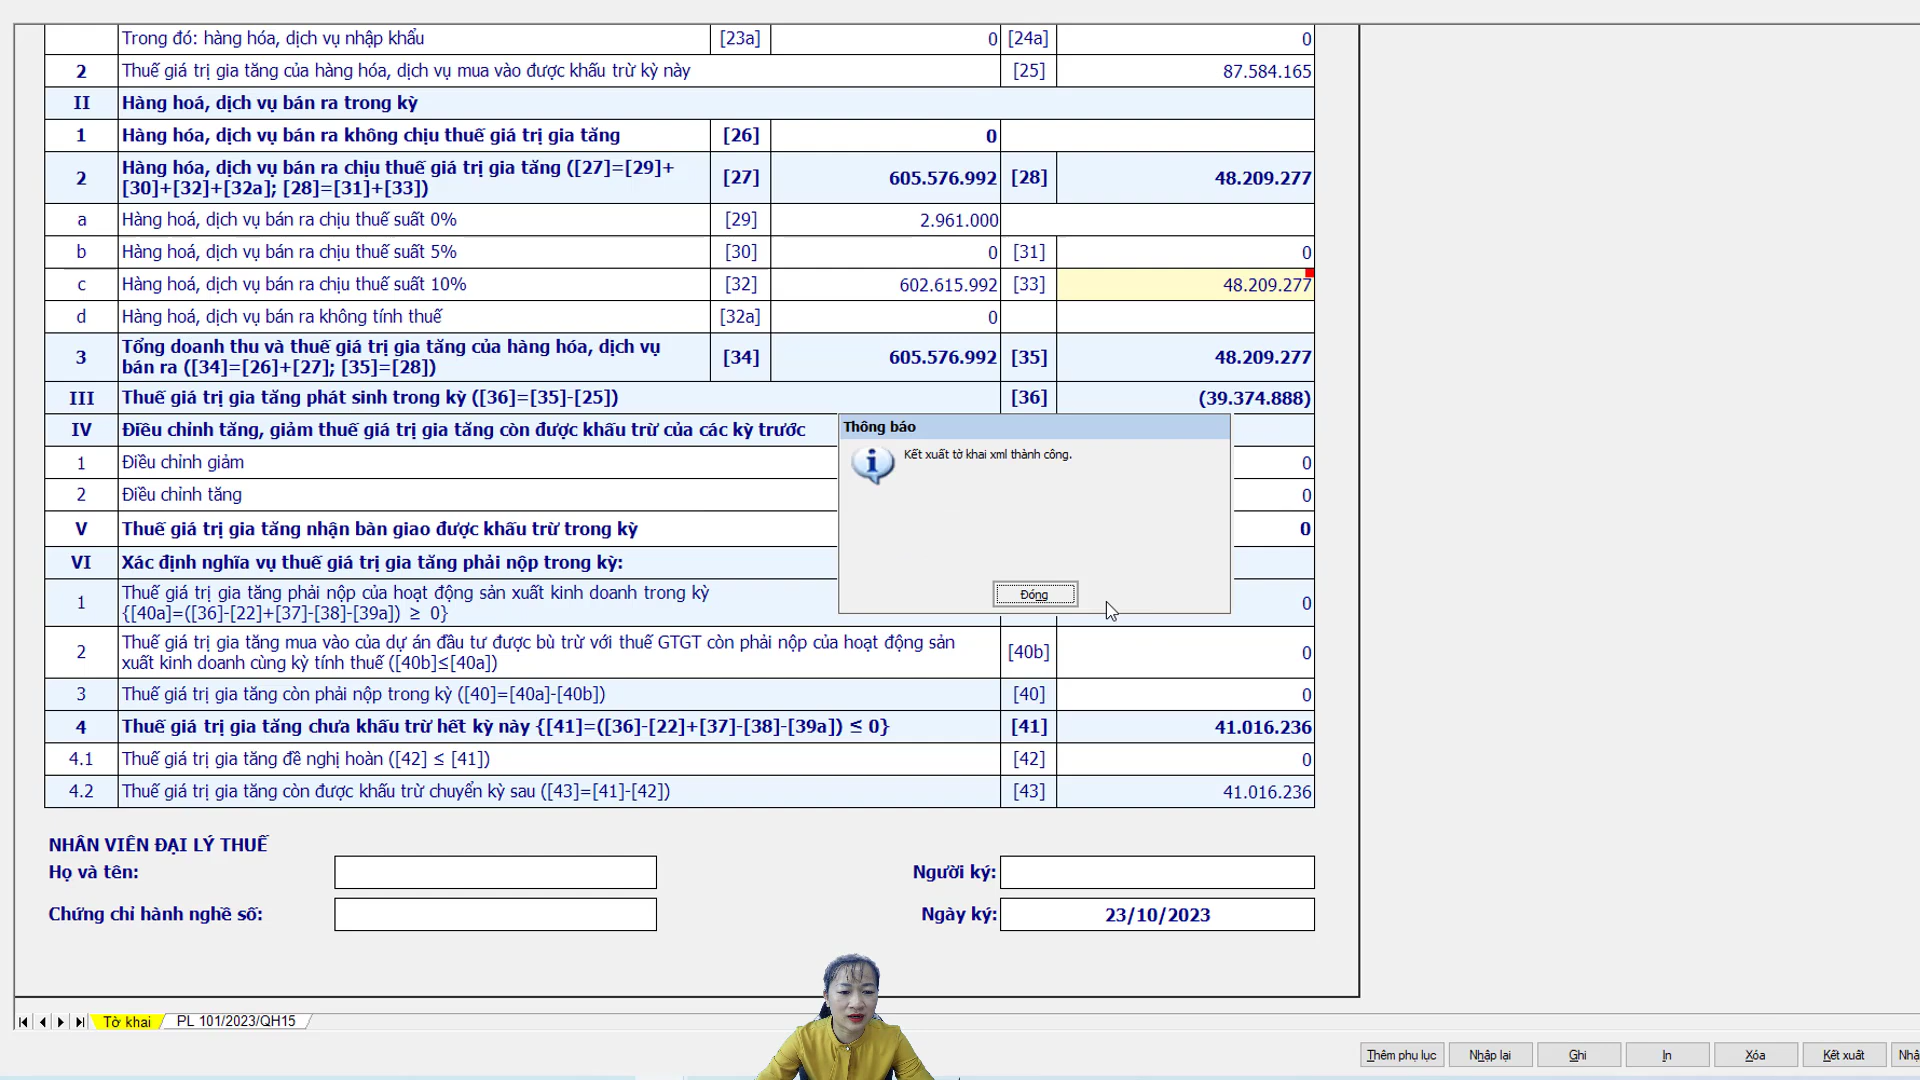 Trong đó: hàng hóa, dịch vụ nhập khẩu [23a] 0 [24a] 0
2 Thuế giá trị gia tăng của hàng hóa, dịch vụ mua vào được khấu trừ kỳ này [25] 87.584.165
II Hàng hoá, dịch vụ bán ra trong kỳ
1 Hàng hóa, dịch vụ bán ra không chịu thuế giá trị gia tăng [26] 0
2 Hàng hóa, dịch vụ bán ra chịu thuế giá trị gia tăng ([27]=[29]+
[30]+[32]+[32a]; [28]=[31]+[33]) [27] 605.576.992 [28] 48.209.277
a Hàng hoá, dịch vụ bán ra chịu thuế suất 0% [29] 2.961.000
b Hàng hoá, dịch vụ bán ra chịu thuế suất 5% [30] 0 [31] 0
c Hàng hoá, dịch vụ bán ra chịu thuế suất 10% [32] 602.615.992 [33] 48.209.277
d Hàng hoá, dịch vụ bán ra không tính thuế [32a] 0
3 Tổng doanh thu và thuế giá trị gia tăng của hàng hóa, dịch vụ
bán ra ([34]=[26]+[27]; [35]=[28]) [34] 605.576.992 [35] 48.209.277
III Thuế giá trị gia tăng phát sinh trong kỳ ([36]=[35]-[25]) [36] (39.374.888)
IV Điều chỉnh tăng, giảm thuế giá trị gia tăng còn được khấu trừ của các kỳ trước
1 Điều chỉnh giảm 0
2 Điều chỉnh tăng 0
V Thuế giá trị gia tăng nhận bàn giao được khấu trừ trong kỳ 0
VI Xác định nghĩa vụ thuế giá trị gia tăng phải nộp trong kỳ:
1 Thuế giá trị gia tăng phải nộp của hoạt động sản xuất kinh doanh trong kỳ
{[40a]=([36]-[22]+[37]-[38]-[39a]) ≥ 0} 0
2 Thuế giá trị gia tăng mua vào của dự án đầu tư được bù trừ với thuế GTGT còn phải nộp của hoạt động sản
xuất kinh doanh cùng kỳ tính thuế ([40b]≤[40a]) [40b] 0
3 Thuế giá trị gia tăng còn phải nộp trong kỳ ([40]=[40a]-[40b]) [40] 0
4 Thuế giá trị gia tăng chưa khấu trừ hết kỳ này {[41]=([36]-[22]+[37]-[38]-[39a]) ≤ 0} [41] 41.016.236
4.1 Thuế giá trị gia tăng đề nghị hoàn ([42] ≤ [41]) [42] 0
4.2 Thuế giá trị gia tăng còn được khấu trừ chuyển kỳ sau ([43]=[41]-[42]) [43] 41.016.236
Thông báo
Kết xuất tờ khai xml thành công.
Đóng
NHÂN VIÊN ĐẠI LÝ THUẾ
Họ và tên: Người ký:
Chứng chỉ hành nghề số: Ngày ký: 23/10/2023
Tờ khai PL 101/2023/QH15
Thêm phụ lục Nhập lại Ghi In Xóa Kết xuất Nhậ